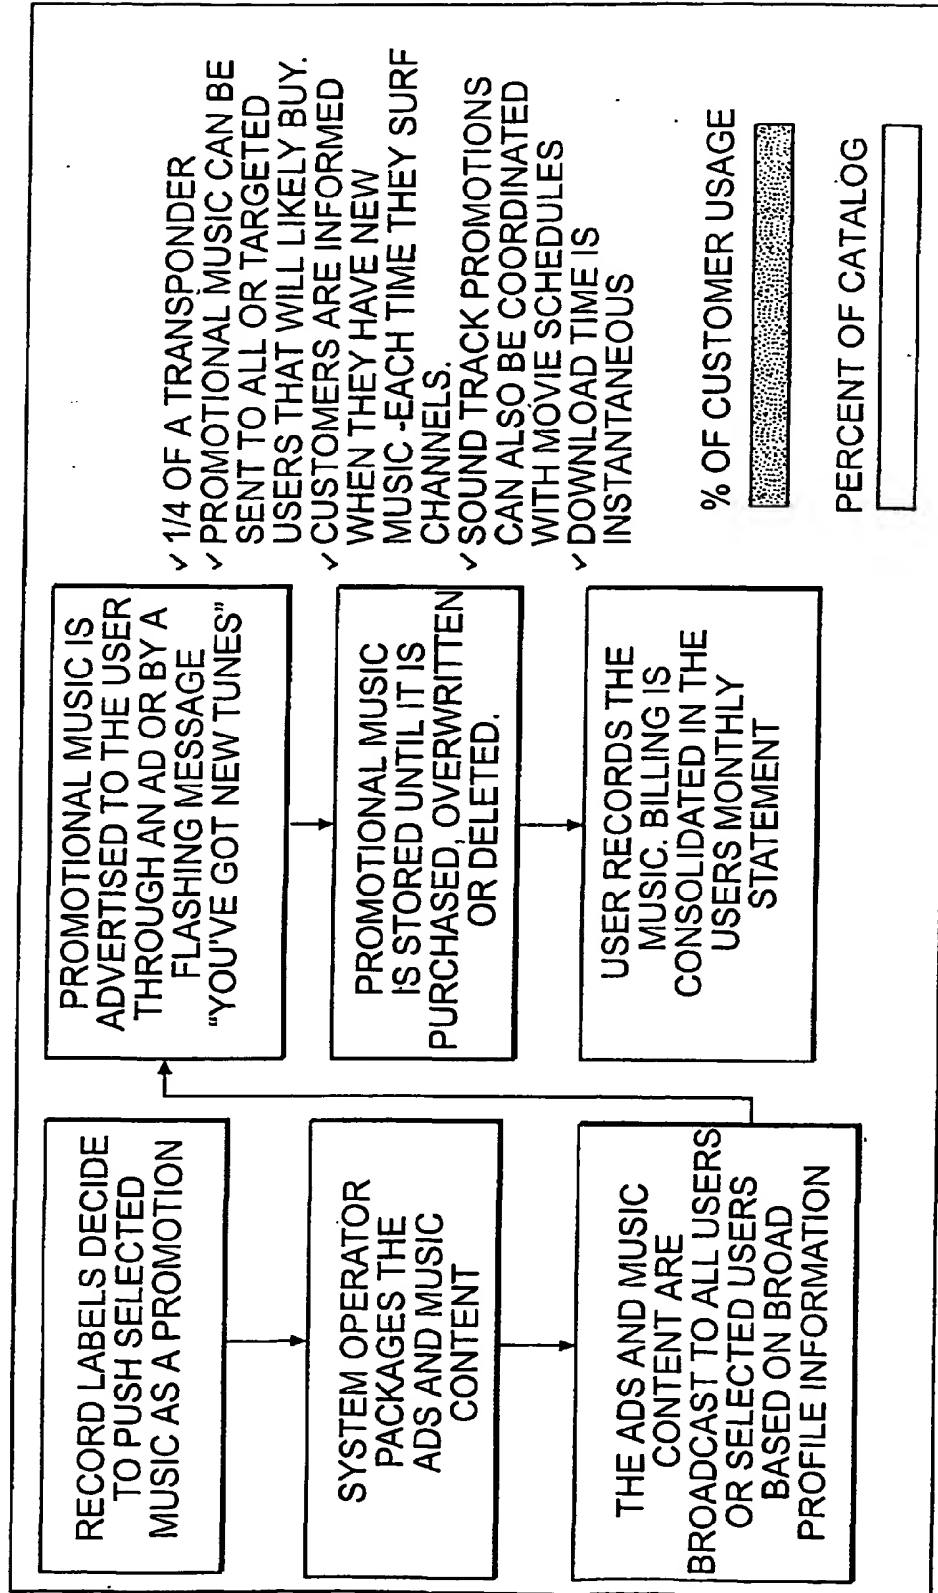 RECORD LABELS DECIDE
TO PUSH SELECTED
MUSIC AS A PROMOTION
SYSTEM OPERATOR
PACKAGES THE
ADS AND MUSIC
CONTENT
THE ADS AND MUSIC
CONTENT ARE
BROADCAST TO ALL USERS
OR SELECTED USERS
BASED ON BROAD
PROFILE INFORMATION
PROMOTIONAL MUSIC IS
ADVERTISED TO THE USER
THROUGH AN AD OR BY A
FLASHING MESSAGE
"YOU'VE GOT NEW TUNES"
PROMOTIONAL MUSIC
IS STORED UNTIL IT IS
PURCHASED, OVERWRITTEN
OR DELETED.
USER RECORDS THE
MUSIC. BILLING IS
CONSOLIDATED IN THE
USERS MONTHLY
STATEMENT
✓ 1/4 OF A TRANSPONDER
✓ PROMOTIONAL MUSIC CAN BE
SENT TO ALL OR TARGETED
USERS THAT WILL LIKELY BUY.
✓ CUSTOMERS ARE INFORMED
WHEN THEY HAVE NEW
MUSIC -EACH TIME THEY SURF
CHANNELS.
✓ SOUND TRACK PROMOTIONS
CAN ALSO BE COORDINATED
WITH MOVIE SCHEDULES
✓ DOWNLOAD TIME IS
INSTANTANEOUS
% OF CUSTOMER USAGE
PERCENT OF CATALOG